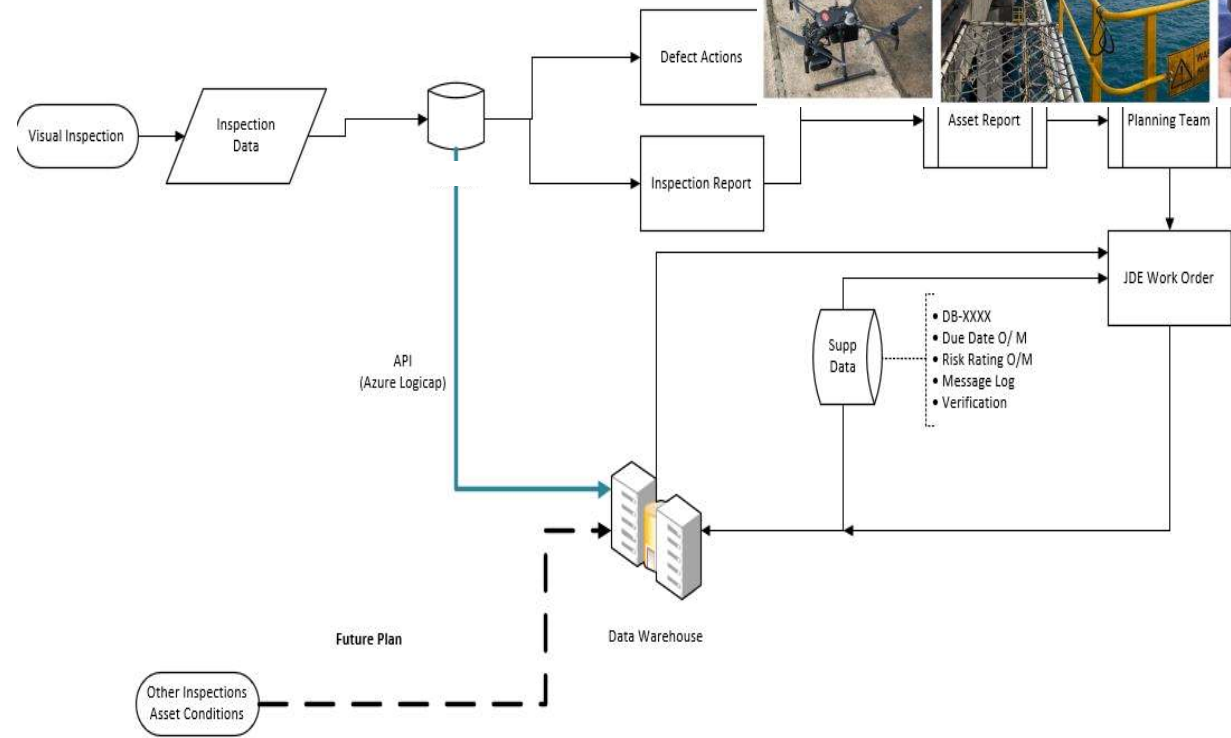 Defect Actions
Visual Inspection
Inspection
Data
Asset Report
Planning Team
Inspection Report
JDE Work Order
API
(Azure Logicap)
Supp
Data
• DB-XXXX
• Due Date O/ M
• Risk Rating O/M
• Message Log
• Verification
Data Warehouse
Future Plan
Other Inspections
Asset Conditions